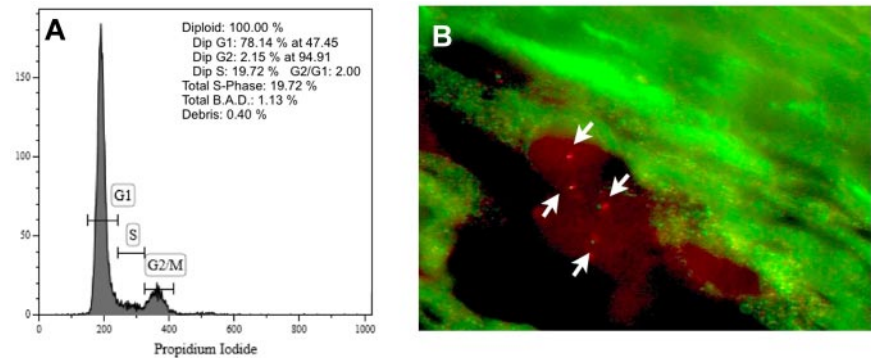 A
Diploid: 100.00 %
Dip G1: 78.14 % at 47.45
Dip G2: 2.15 % at 94.91
Dip S: 19.72 % G2/G1: 2.00
Total S-Phase: 19.72 %
Total B.A.D.: 1.13 %
Debris: 0.40 %
150
100
50
0
G1
S
G2/M
0 200 400 600 800 1000
Propidium Iodide
B